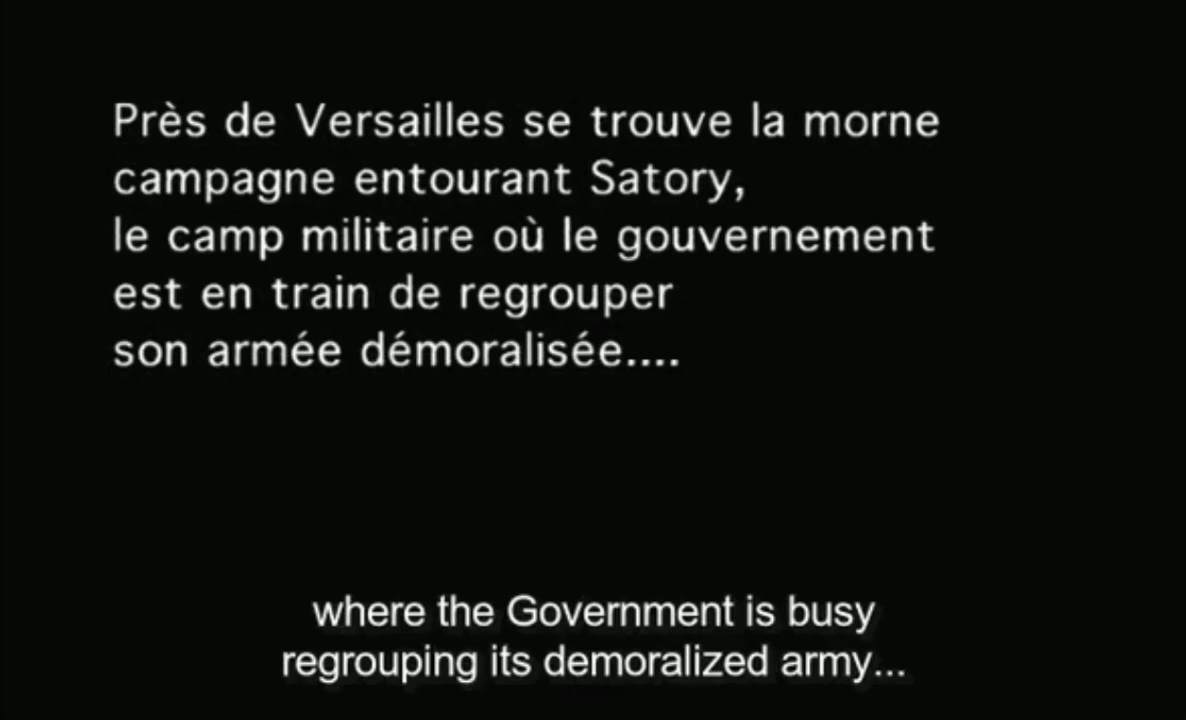 Près de Versailles se trouve la morne
campagne entourant Satory,
le camp militaire où le gouvernement
est en train de regrouper
son armée démoralisée....
where the Government is busy
regrouping its demoralized army...